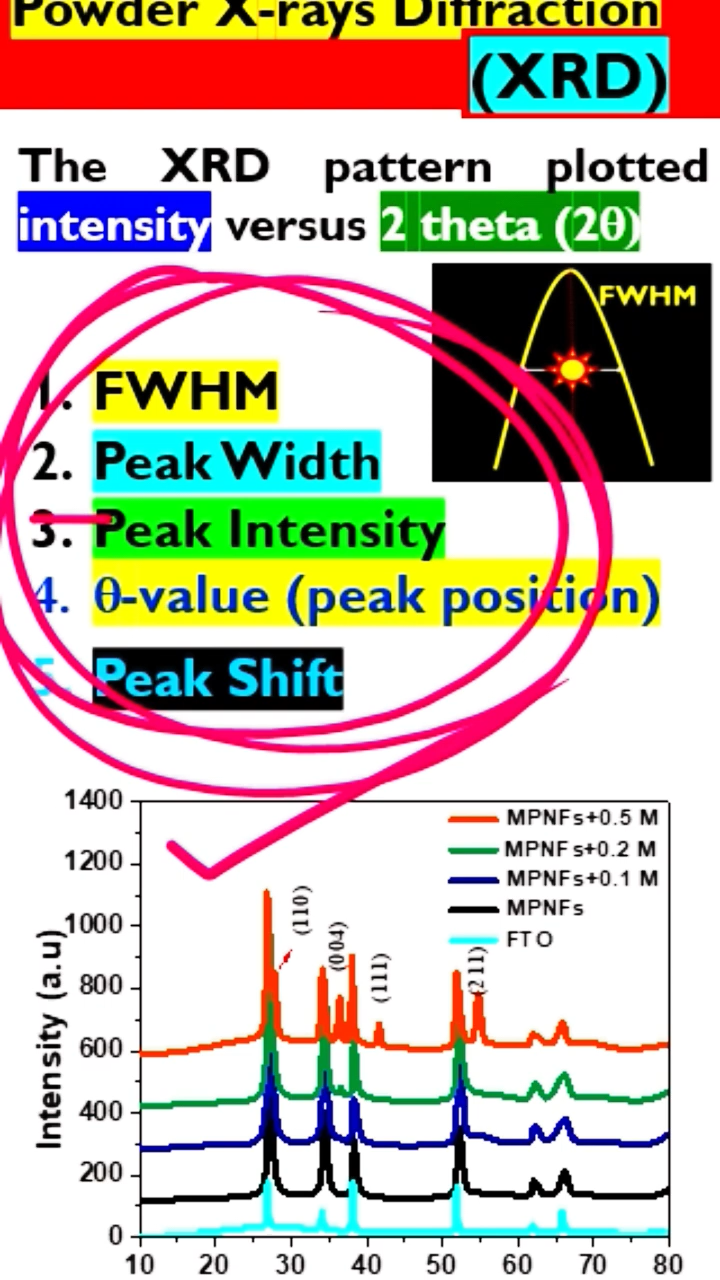 Powder X-rays Diffraction
(XRD)
The XRD pattern plotted
intensity versus 2 theta (2θ)
FWHM
1. FWHM
2. Peak Width
3. Peak Intensity
4. θ-value (peak position)
5. Peak Shift
1400
1200
1000
800
600
400
200
0
Intensity (a.u)
MPNFs+0.5 M
MPNFs+0.2 M
MPNFs+0.1 M
MPNFs
FTO
(110)
(004)
(111)
(211)
10 20 30 40 50 60 70 80